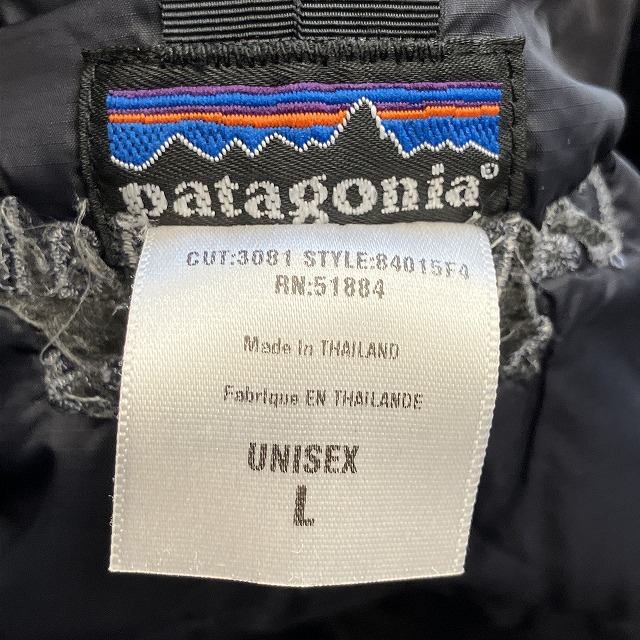 patagonia®
CUT:3081 STYLE:84015F4
RN:51884
Made in THAILAND
Fabrique EN THAILANDE
UNISEX
L